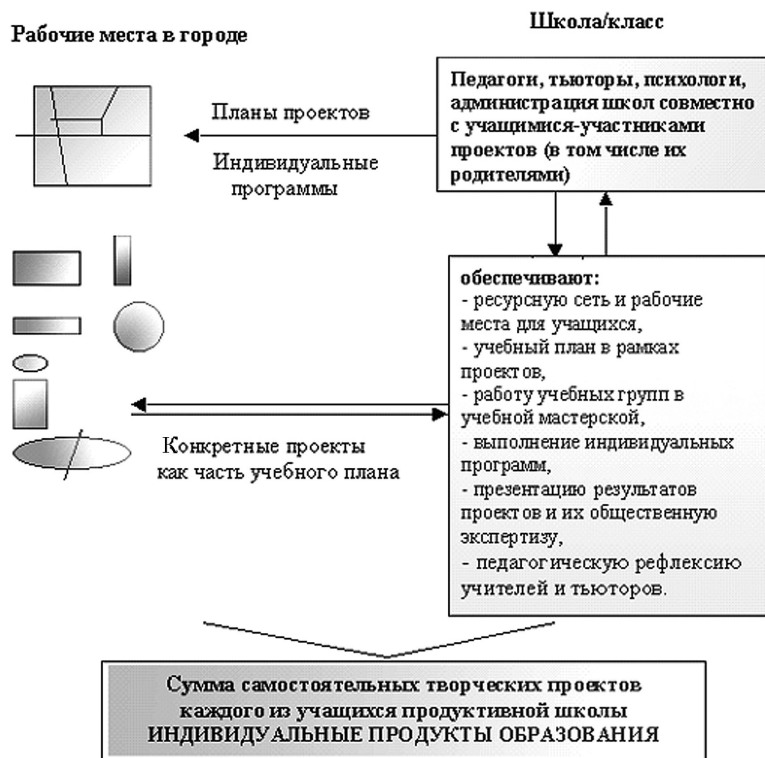 Рабочие места в городе
Школа/класс
Педагоги, тьюторы, психологи,
администрация школ совместно
с учащимися-участниками
проектов (в том числе их
родителями)
Планы проектов
Индивидуальные
программы
обеспечивают:
- ресурсную сеть и рабочие
места для учащихся,
- учебный план в рамках
проектов,
- работу учебных групп в
учебной мастерской,
- выполнение индивидуальных
программ,
- презентацию результатов
проектов и их общественную
экспертизу,
- педагогическую рефлексию
учителей и тьюторов.
Конкретные проекты
как часть учебного плана
Сумма самостоятельных творческих проектов
каждого из учащихся продуктивной школы
ИНДИВИДУАЛЬНЫЕ ПРОДУКТЫ ОБРАЗОВАНИЯ